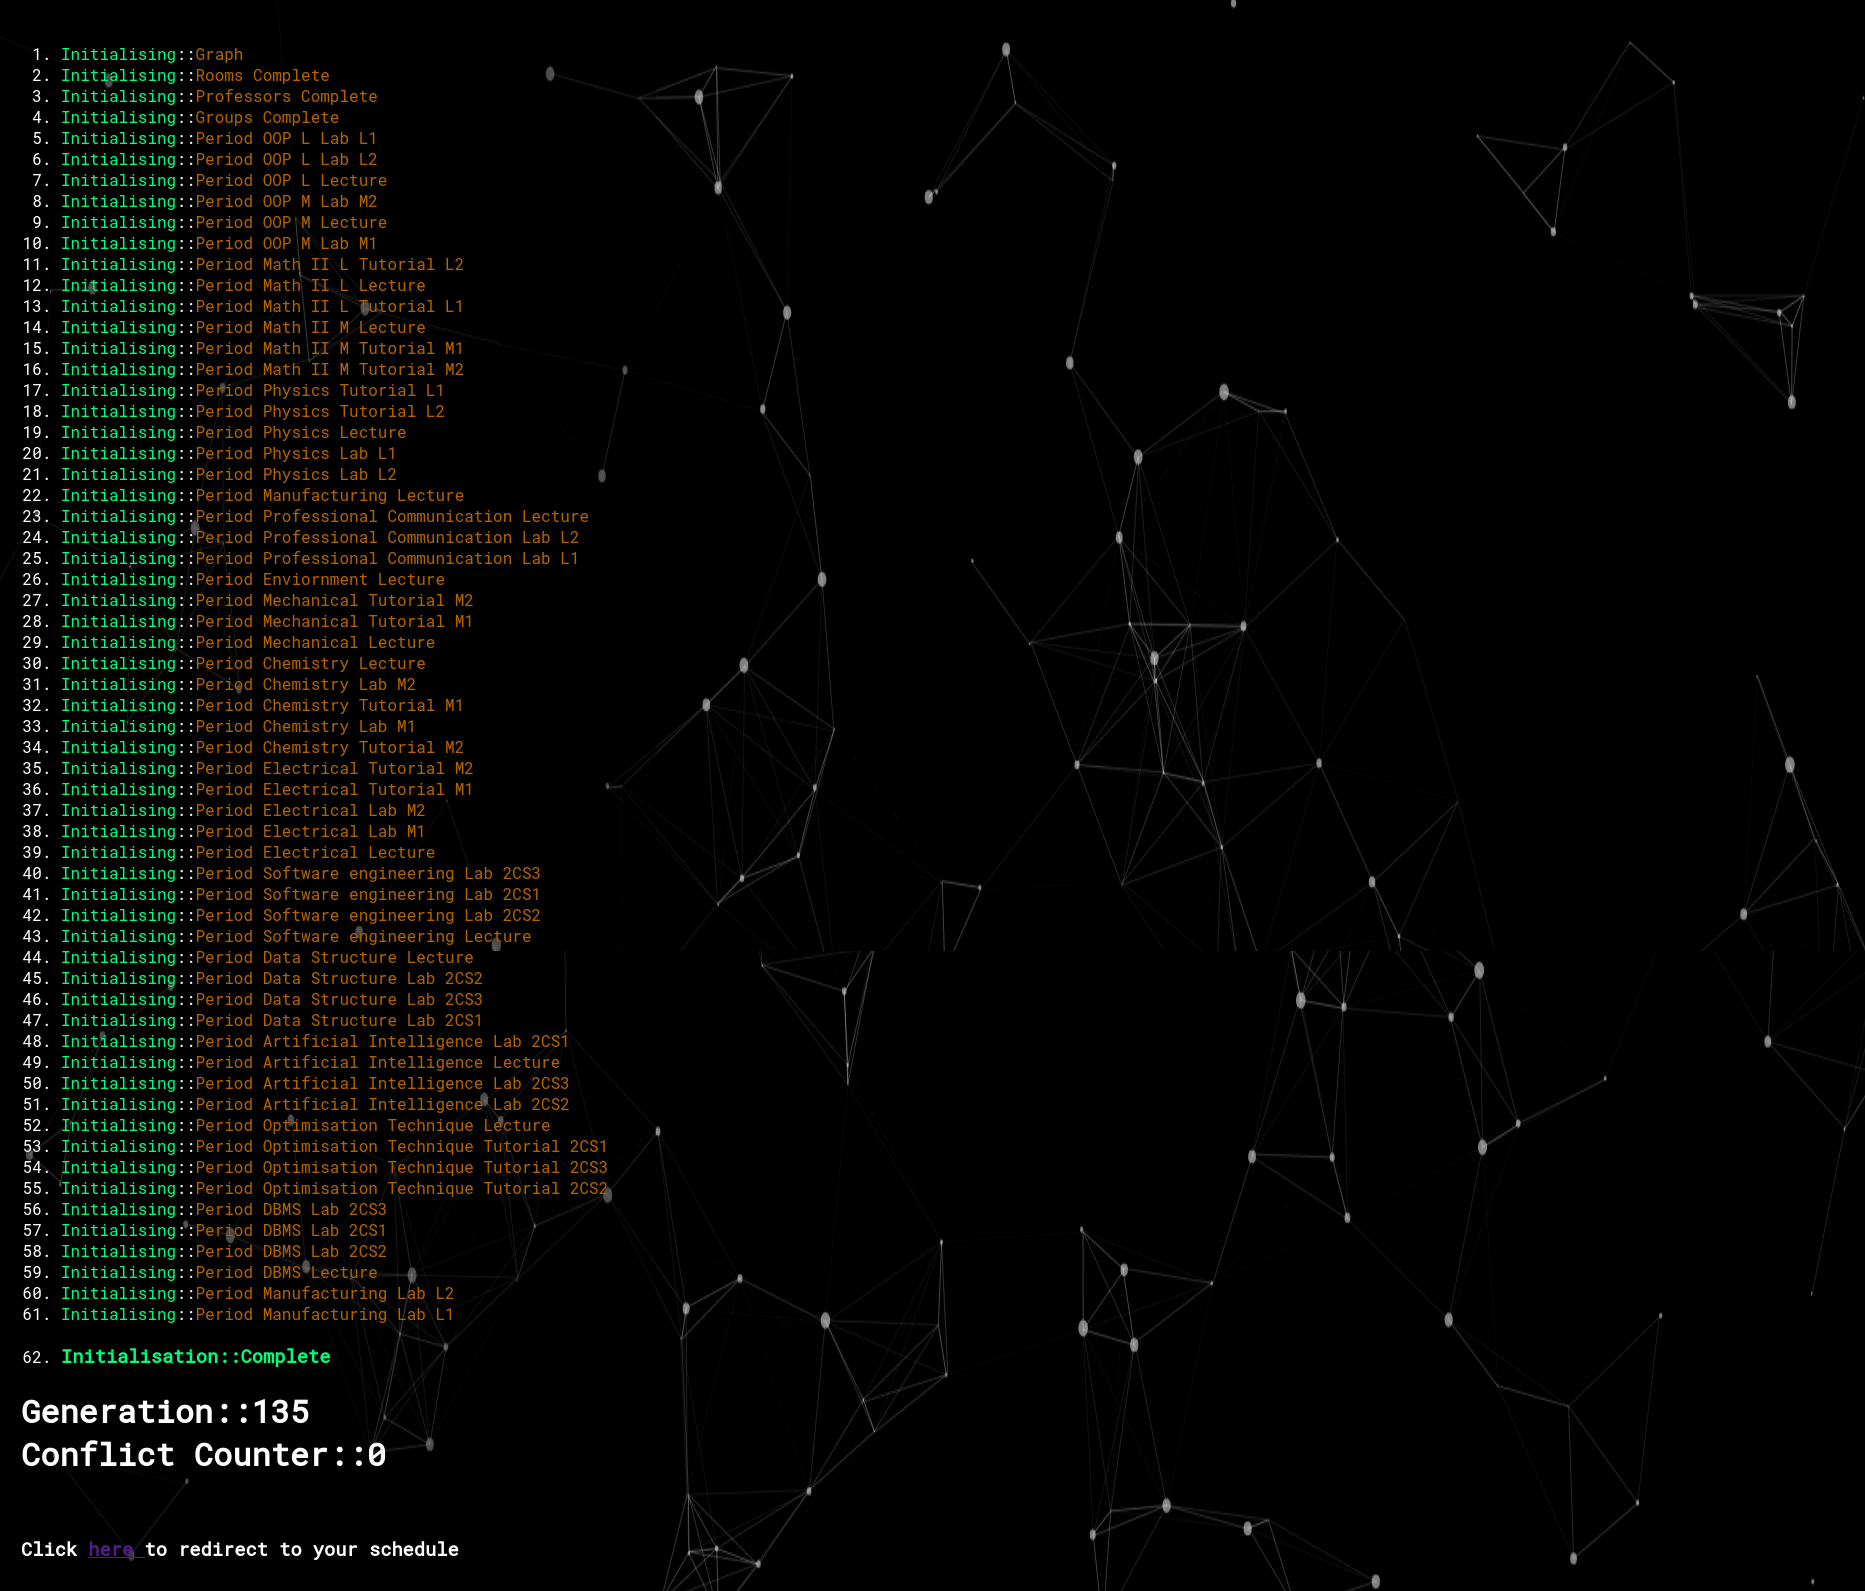 1. Initialising::Graph
2. Initialising::Rooms Complete
3. Initialising::Professors Complete
4. Initialising::Groups Complete
5. Initialising::Period OOP L Lab L1
6. Initialising::Period OOP L Lab L2
7. Initialising::Period OOP L Lecture
8. Initialising::Period OOP M Lab M2
9. Initialising::Period OOP M Lecture
10. Initialising::Period OOP M Lab M1
11. Initialising::Period Math II L Tutorial L2
12. Initialising::Period Math II L Lecture
13. Initialising::Period Math II L Tutorial L1
14. Initialising::Period Math II M Lecture
15. Initialising::Period Math II M Tutorial M1
16. Initialising::Period Math II M Tutorial M2
17. Initialising::Period Physics Tutorial L1
18. Initialising::Period Physics Tutorial L2
19. Initialising::Period Physics Lecture
20. Initialising::Period Physics Lab L1
21. Initialising::Period Physics Lab L2
22. Initialising::Period Manufacturing Lecture
23. Initialising::Period Professional Communication Lecture
24. Initialising::Period Professional Communication Lab L2
25. Initialising::Period Professional Communication Lab L1
26. Initialising::Period Enviornment Lecture
27. Initialising::Period Mechanical Tutorial M2
28. Initialising::Period Mechanical Tutorial M1
29. Initialising::Period Mechanical Lecture
30. Initialising::Period Chemistry Lecture
31. Initialising::Period Chemistry Lab M2
32. Initialising::Period Chemistry Tutorial M1
33. Initialising::Period Chemistry Lab M1
34. Initialising::Period Chemistry Tutorial M2
35. Initialising::Period Electrical Tutorial M2
36. Initialising::Period Electrical Tutorial M1
37. Initialising::Period Electrical Lab M2
38. Initialising::Period Electrical Lab M1
39. Initialising::Period Electrical Lecture
40. Initialising::Period Software engineering Lab 2CS3
41. Initialising::Period Software engineering Lab 2CS1
42. Initialising::Period Software engineering Lab 2CS2
43. Initialising::Period Software engineering Lecture
44. Initialising::Period Data Structure Lecture
45. Initialising::Period Data Structure Lab 2CS2
46. Initialising::Period Data Structure Lab 2CS3
47. Initialising::Period Data Structure Lab 2CS1
48. Initialising::Period Artificial Intelligence Lab 2CS1
49. Initialising::Period Artificial Intelligence Lecture
50. Initialising::Period Artificial Intelligence Lab 2CS3
51. Initialising::Period Artificial Intelligence Lab 2CS2
52. Initialising::Period Optimisation Technique Lecture
53. Initialising::Period Optimisation Technique Tutorial 2CS1
54. Initialising::Period Optimisation Technique Tutorial 2CS3
55. Initialising::Period Optimisation Technique Tutorial 2CS2
56. Initialising::Period DBMS Lab 2CS3
57. Initialising::Period DBMS Lab 2CS1
58. Initialising::Period DBMS Lab 2CS2
59. Initialising::Period DBMS Lecture
60. Initialising::Period Manufacturing Lab L2
61. Initialising::Period Manufacturing Lab L1
62. Initialisation::Complete
Generation::135
Conflict Counter::0
Click here to redirect to your schedule